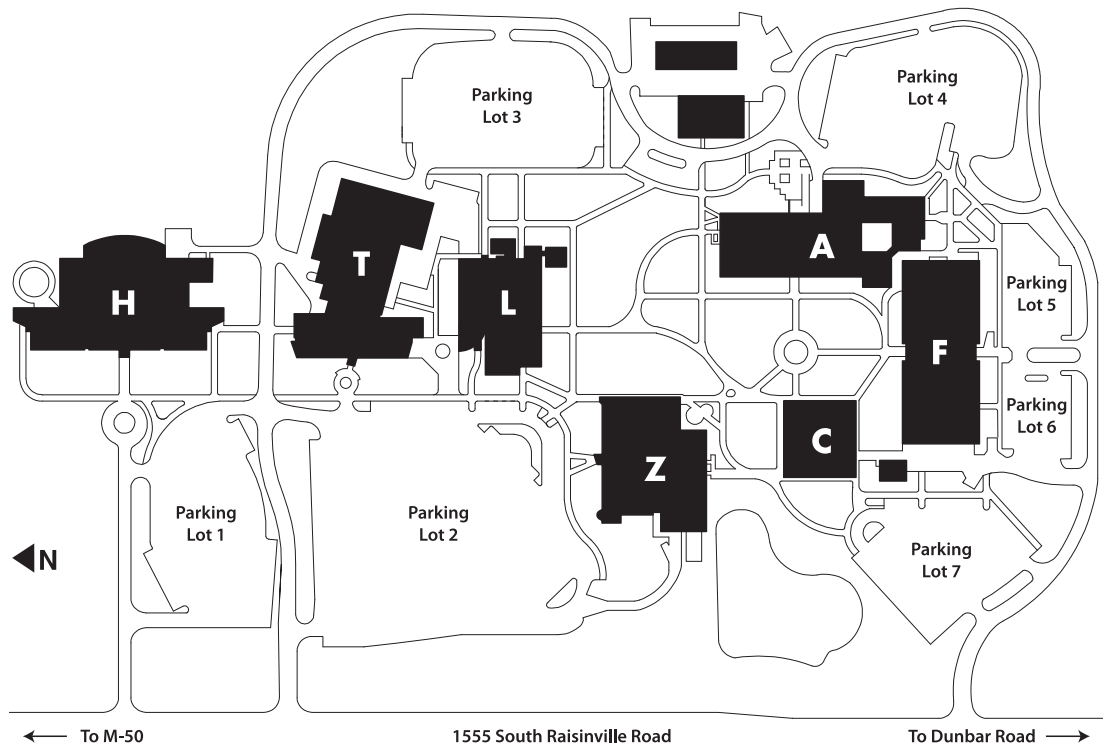 Parking
Lot 3
Parking
Lot 4
T
A
L
H
Parking
Lot 5
F
Parking
Lot 6
C
Z
Parking
Lot 1
Parking
Lot 2
Parking
Lot 7
N
To M-50
1555 South Raisinville Road
To Dunbar Road